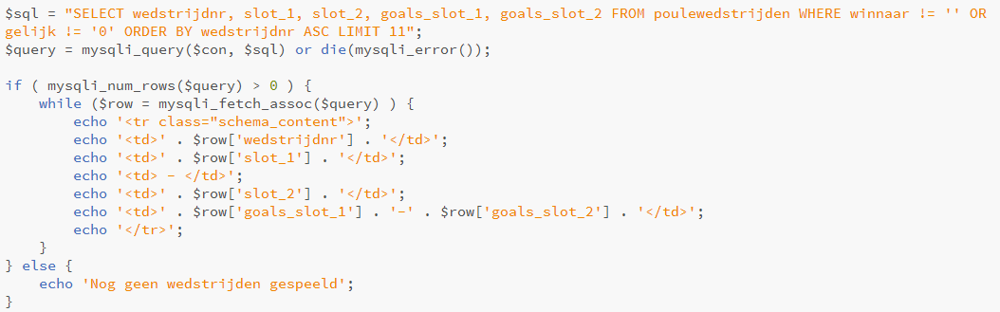 $sql = "SELECT wedstrijdnr, slot_1, slot_2, goals_slot_1, goals_slot_2 FROM poulewedstrijden WHERE winnaar != '' OR
gelijk != '0' ORDER BY wedstrijdnr ASC LIMIT 11";
$query = mysqli_query($con, $sql) or die(mysqli_error());

if ( mysqli_num_rows($query) > 0 ) {
    while ($row = mysqli_fetch_assoc($query) ) {
        echo '<tr class="schema_content">';
        echo '<td>' . $row['wedstrijdnr'] . '</td>';
        echo '<td>' . $row['slot_1'] . '</td>';
        echo '<td> - </td>';
        echo '<td>' . $row['slot_2'] . '</td>';
        echo '<td>' . $row['goals_slot_1'] . '-' . $row['goals_slot_2'] . '</td>';
        echo '</tr>';
    }
} else {
    echo 'Nog geen wedstrijden gespeeld';
}